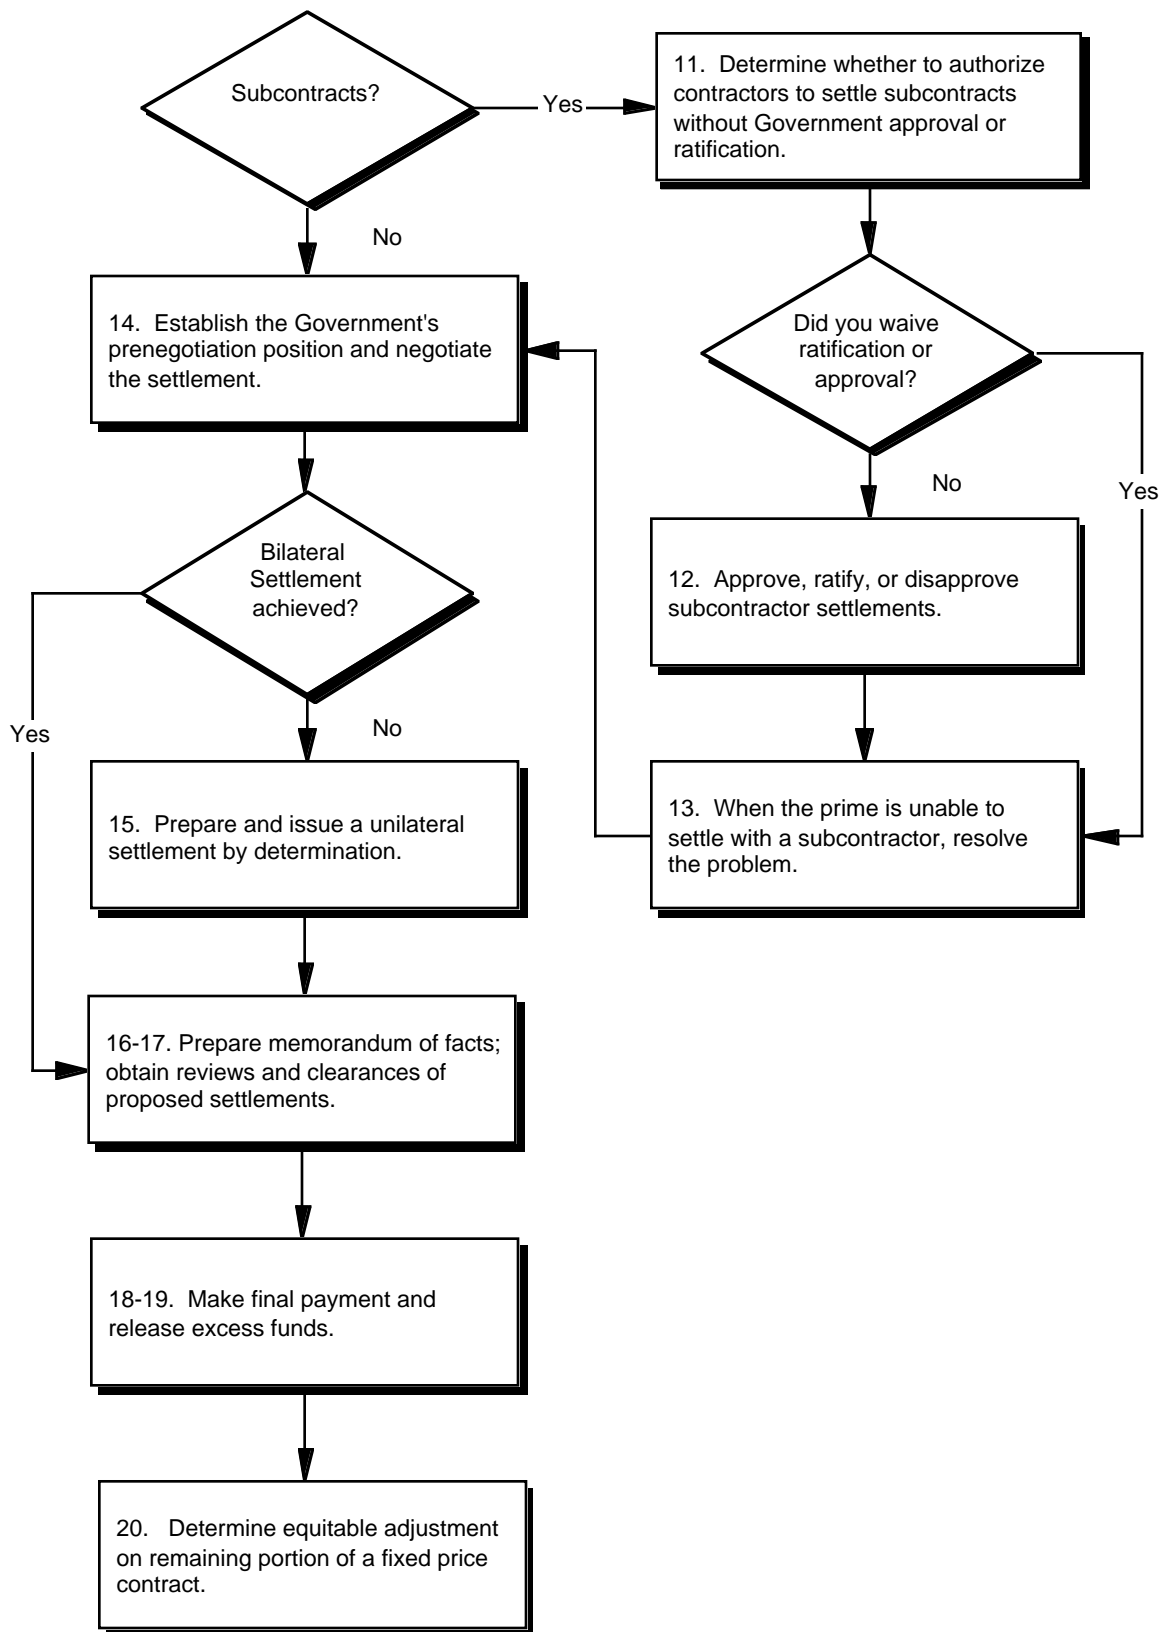 Subcontracts?
Yes
11. Determine whether to authorize
contractors to settle subcontracts
without Government approval or
ratification.
No
14. Establish the Government's
prenegotiation position and negotiate
the settlement.
Did you waive
ratification or
approval?
No
Yes
Bilateral
Settlement
achieved?
12. Approve, ratify, or disapprove
subcontractor settlements.
Yes
No
15. Prepare and issue a unilateral
settlement by determination.
13. When the prime is unable to
settle with a subcontractor, resolve
the problem.
16-17. Prepare memorandum of facts;
obtain reviews and clearances of
proposed settlements.
18-19. Make final payment and
release excess funds.
20. Determine equitable adjustment
on remaining portion of a fixed price
contract.